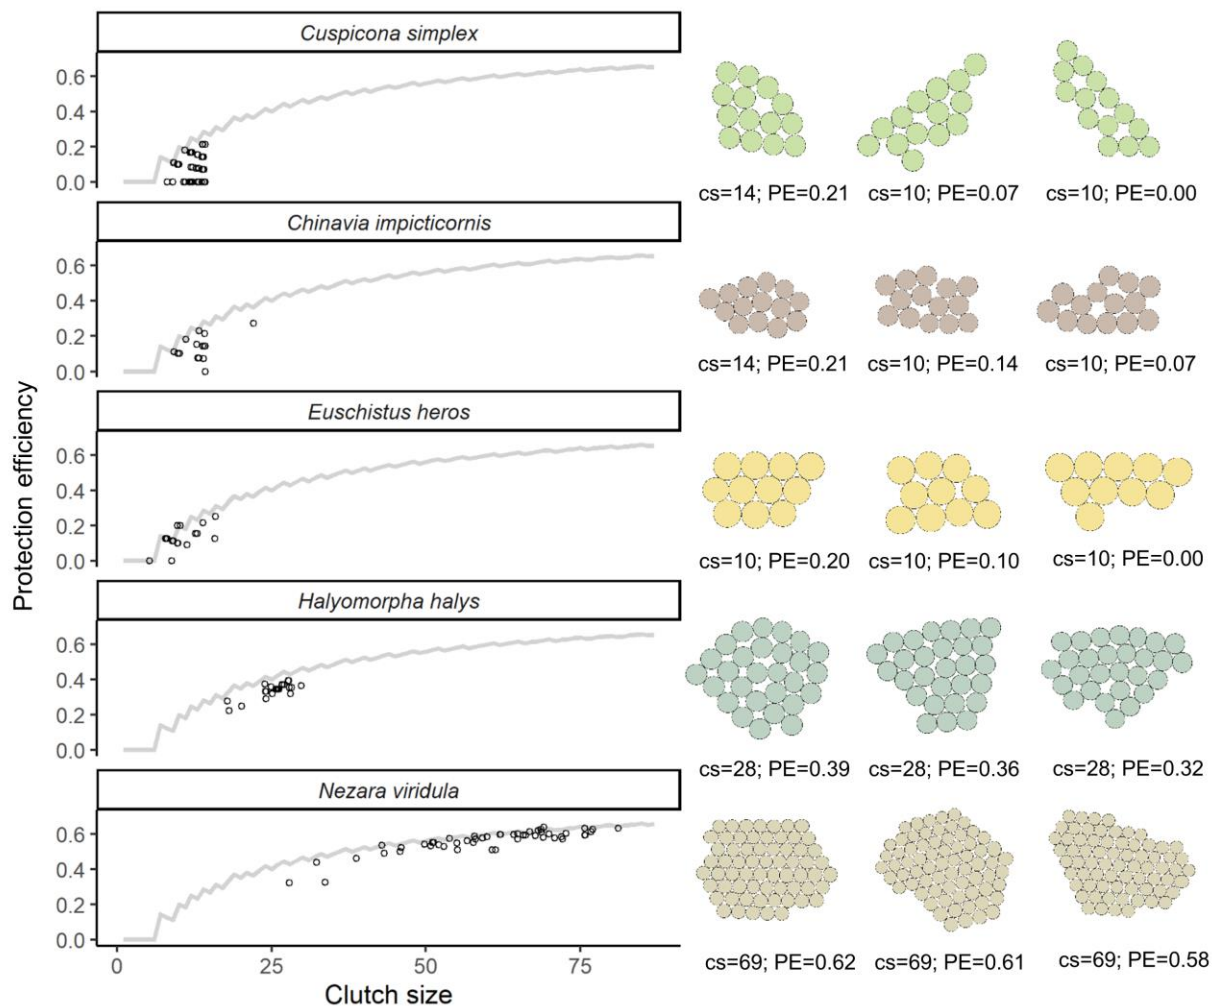 Cuspicona simplex
0.6
0.4
0.2
0.0
cs=14; PE=0.21 cs=10; PE=0.07 cs=10; PE=0.00
Chinavia impicticornis
0.6
0.4
0.2
0.0
cs=14; PE=0.21 cs=10; PE=0.14 cs=10; PE=0.07
Euschistus heros
0.6
0.4
0.2
0.0
cs=10; PE=0.20 cs=10; PE=0.10 cs=10; PE=0.00
Halyomorpha halys
0.6
0.4
0.2
0.0
cs=28; PE=0.39 cs=28; PE=0.36 cs=28; PE=0.32
Nezara viridula
0.6
0.4
0.2
0.0
cs=69; PE=0.62 cs=69; PE=0.61 cs=69; PE=0.58
0 25 50 75
Clutch size
Protection efficiency